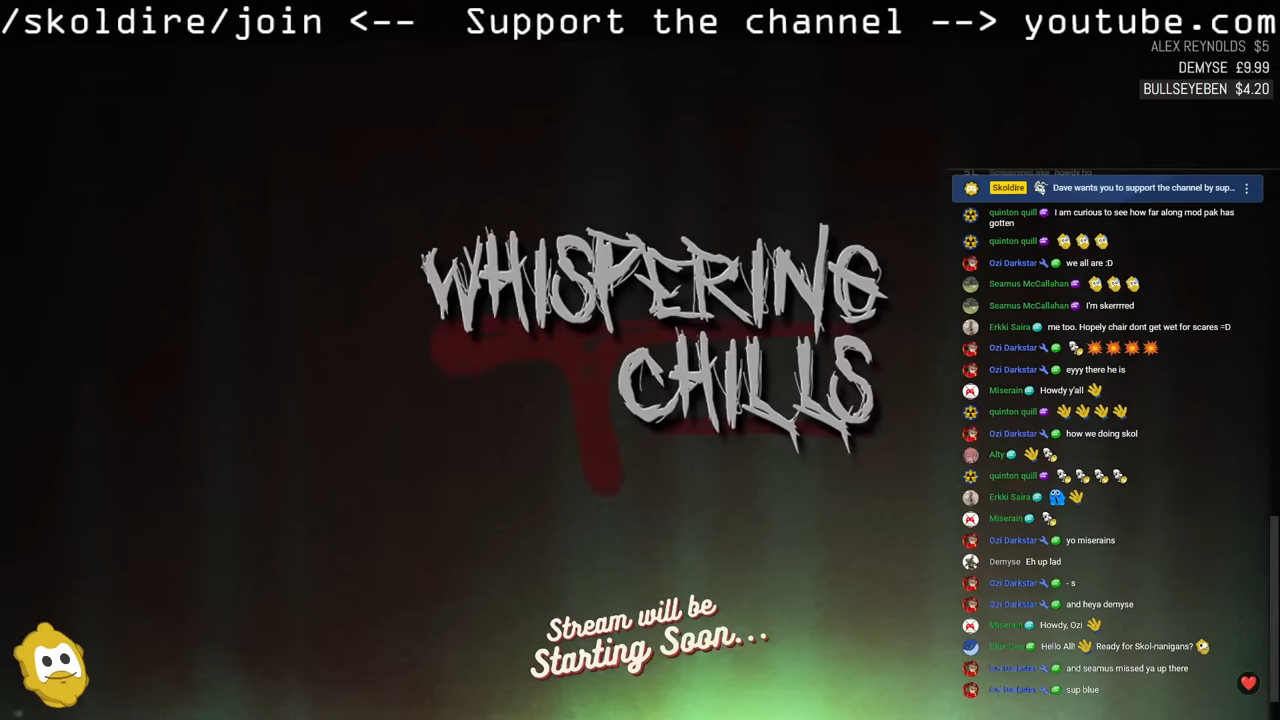 /skoldire/join <-- Support the channel --> youtube.com
ALEX REYNOLDS $5
DEMYSE £9.99
BULLSEYEBEN $4.20
WHISPERING
CHILLS
Stream will be
Starting Soon...
howdy ho
Skoldire Dave wants you to support the channel by sup...
quinton quill I am curious to see how far along mod pak has
gotten
quinton quill
Ozi Darkstar we all are :D
Seamus McCallahan
Seamus McCallahan I'm skerrrred
Erkki Saira me too. Hopely chair dont get wet for scares =D
Ozi Darkstar
Ozi Darkstar eyyy there he is
Miserain Howdy y'all
quinton quill
Ozi Darkstar how we doing skol
Alty
quinton quill
Erkki Saira
Miserain
Ozi Darkstar yo miserains
Demyse Eh up lad
Ozi Darkstar - s
Ozi Darkstar and heya demyse
Miserain Howdy, Ozi
Hello All! Ready for Skol-nanigans?
Ozi Darkstar and seamus missed ya up there
Ozi Darkstar sup blue